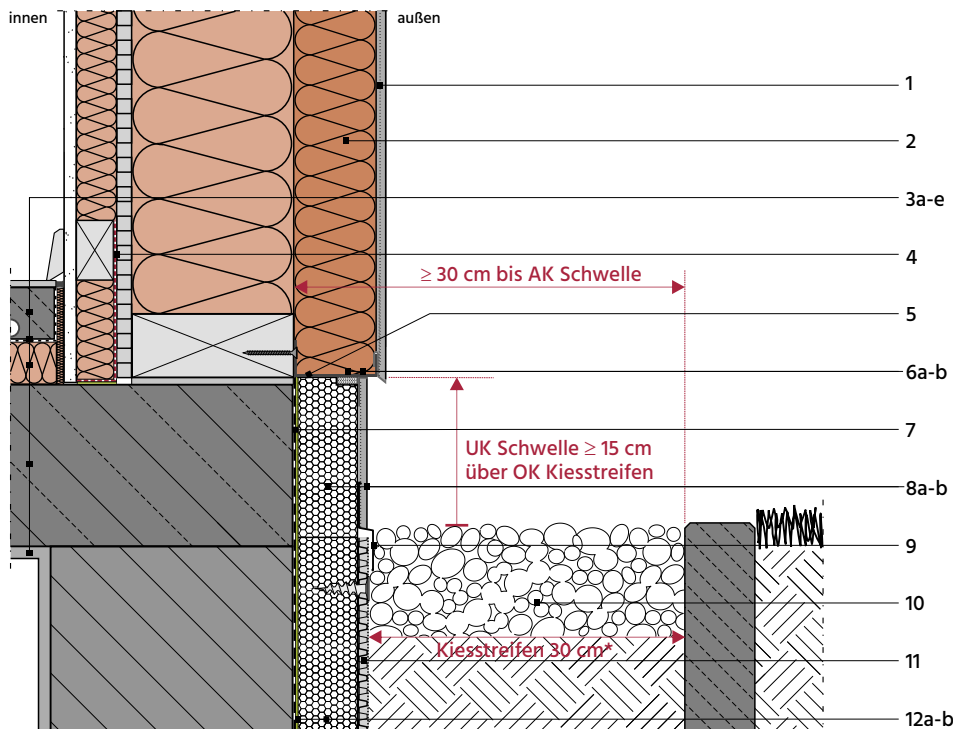 innen
außen
1
2
3a-e
4
≥ 30 cm bis AK Schwelle
5
6a-b
7
UK Schwelle ≥ 15 cm
über OK Kiesstreifen
8a-b
9
10
Kiesstreifen 30 cm*
11
12a-b